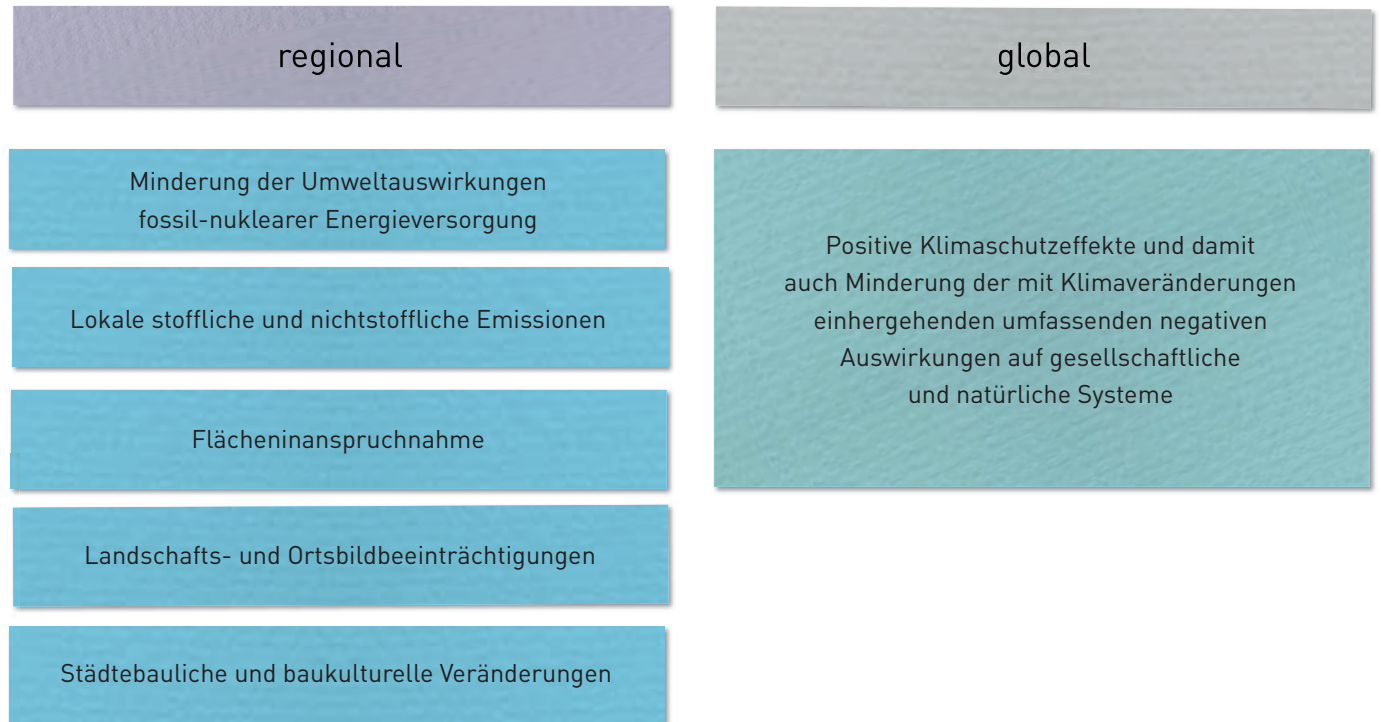 regional
Minderung der Umweltauswirkungen
fossil-nuklearer Energieversorgung
Lokale stoffliche und nichtstoffliche Emissionen
Flächeninanspruchnahme
Landschafts- und Ortsbildbeeinträchtigungen
Städtebauliche und baukulturelle Veränderungen
global
Positive Klimaschutzeffekte und damit
auch Minderung der mit Klimaveränderungen
einhergehenden umfassenden negativen
Auswirkungen auf gesellschaftliche
und natürliche Systeme